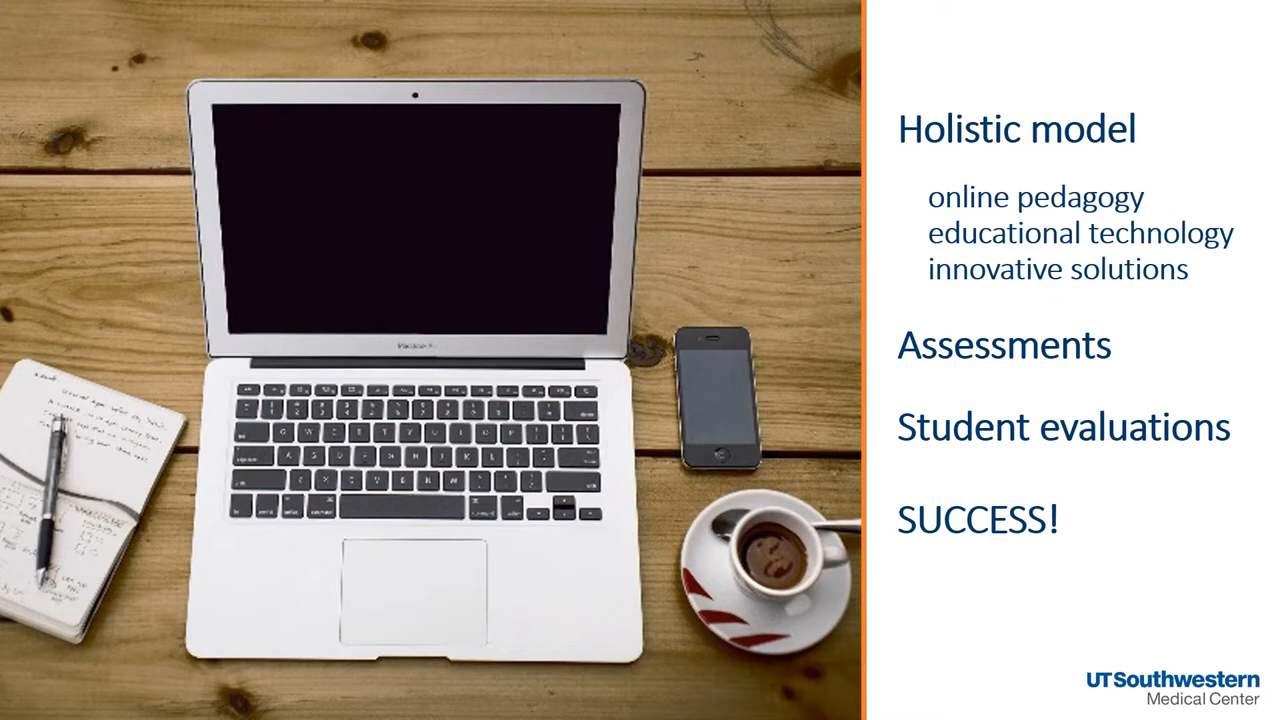 Holistic model
online pedagogy
educational technology
innovative solutions
Assessments
Student evaluations
SUCCESS!
UTSouthwestern
Medical Center